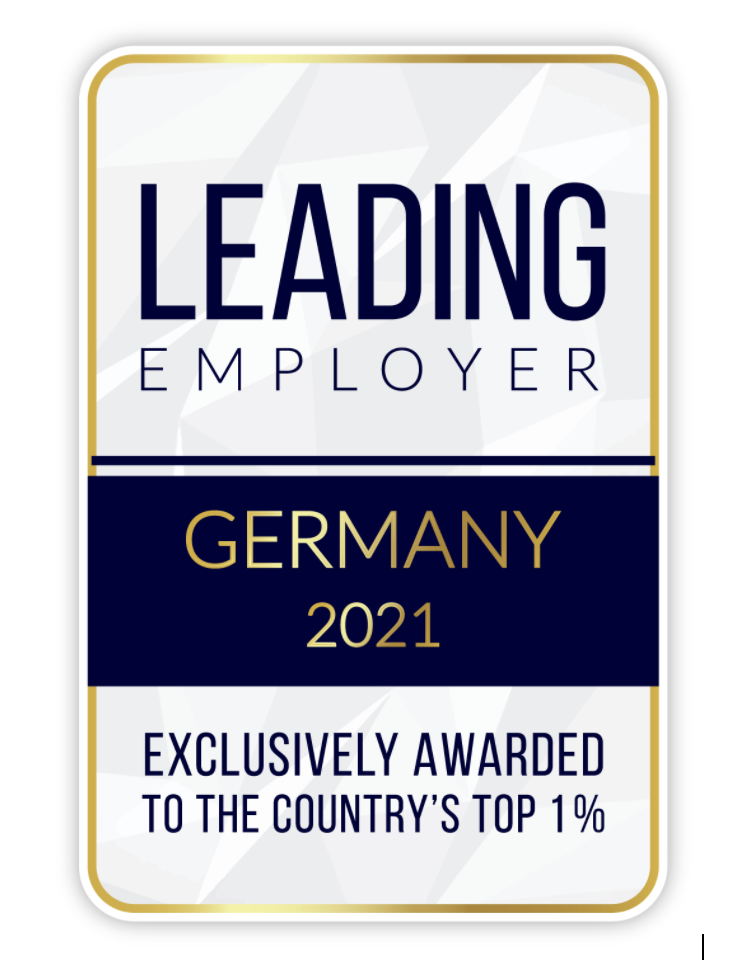 LEADING
EMPLOYER
GERMANY
2021
EXCLUSIVELY AWARDED
TO THE COUNTRY'S TOP 1%